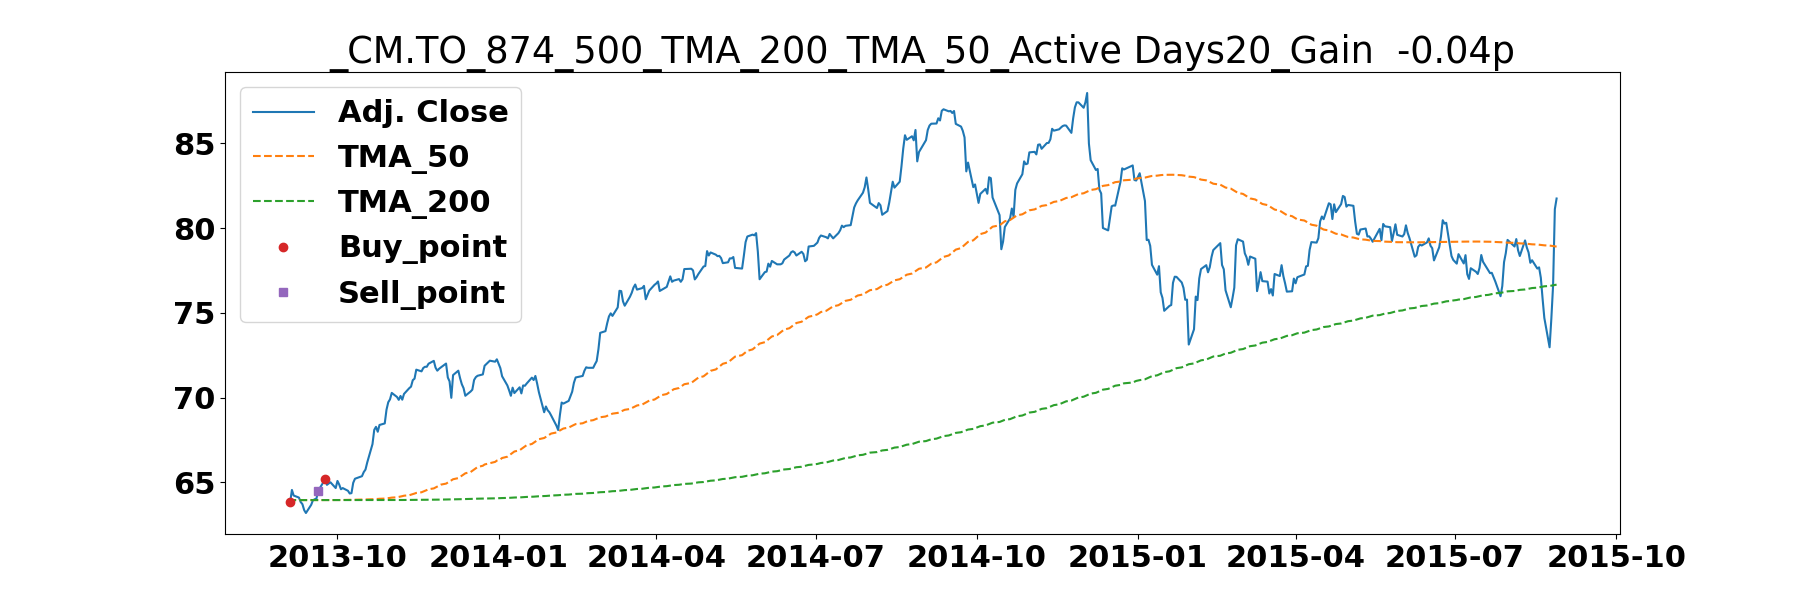 _CM.TO_874_500_TMA_200_TMA_50_Active Days20_Gain  -0.04p
Adj. Close
TMA_50
TMA_200
Buy_point
Sell_point
85
80
75
70
65
2013-10 2014-01 2014-04 2014-07 2014-10 2015-01 2015-04 2015-07 2015-10